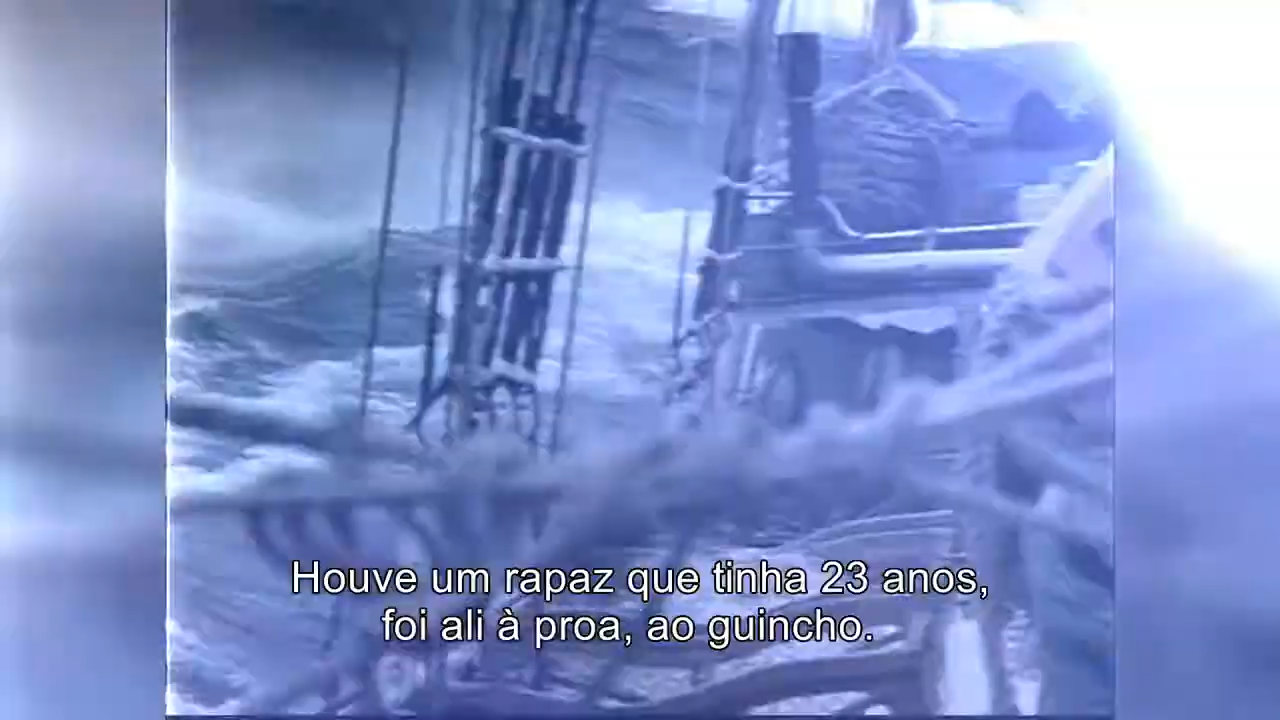 Houve um rapaz que tinha 23 anos,
foi ali à proa, ao guincho.